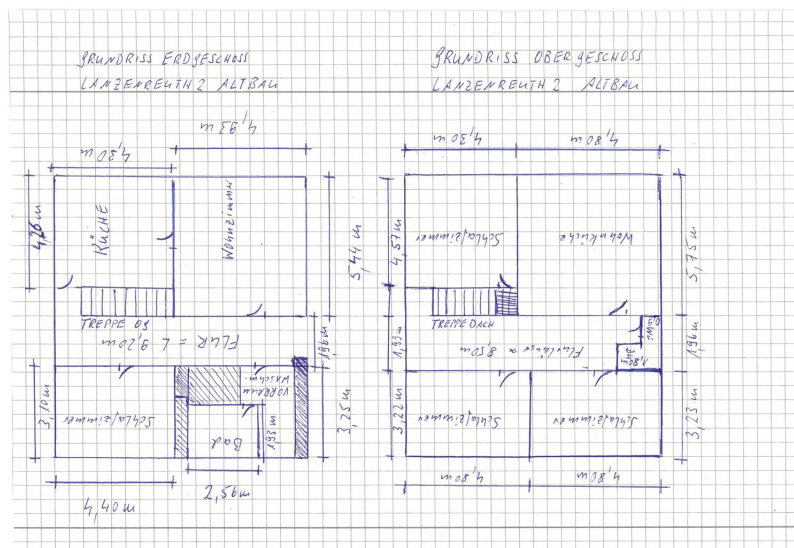 GRUNDRISS ERDGESCHOSS
LANZENREUTH 2 ALTBAU
4,93 m
4,30 m
4,26 m
KÜCHE
Wohnzimmer
5,44 m
TREPPE OG
FLUR = L 9,20 m
1,96 m
VORRAUM
WASCHM.
3,10 m
Schlafzimmer
Bad
1,93 m
3,25 m
4,40 m
2,56 m
GRUNDRISS OBERGESCHOSS
LANZENREUTH 2 ALTBAU
4,30 m
4,80 m
4,57 m
Schlafzimmer
Wohnküche
5,75 m
TREPPE DACH
1,93 m
Flurlänge ≈ 8,50 m
1,80 m
1,96 m
3,22 m
Schlafzimmer
Schlafzimmer
3,23 m
4,80 m
4,80 m